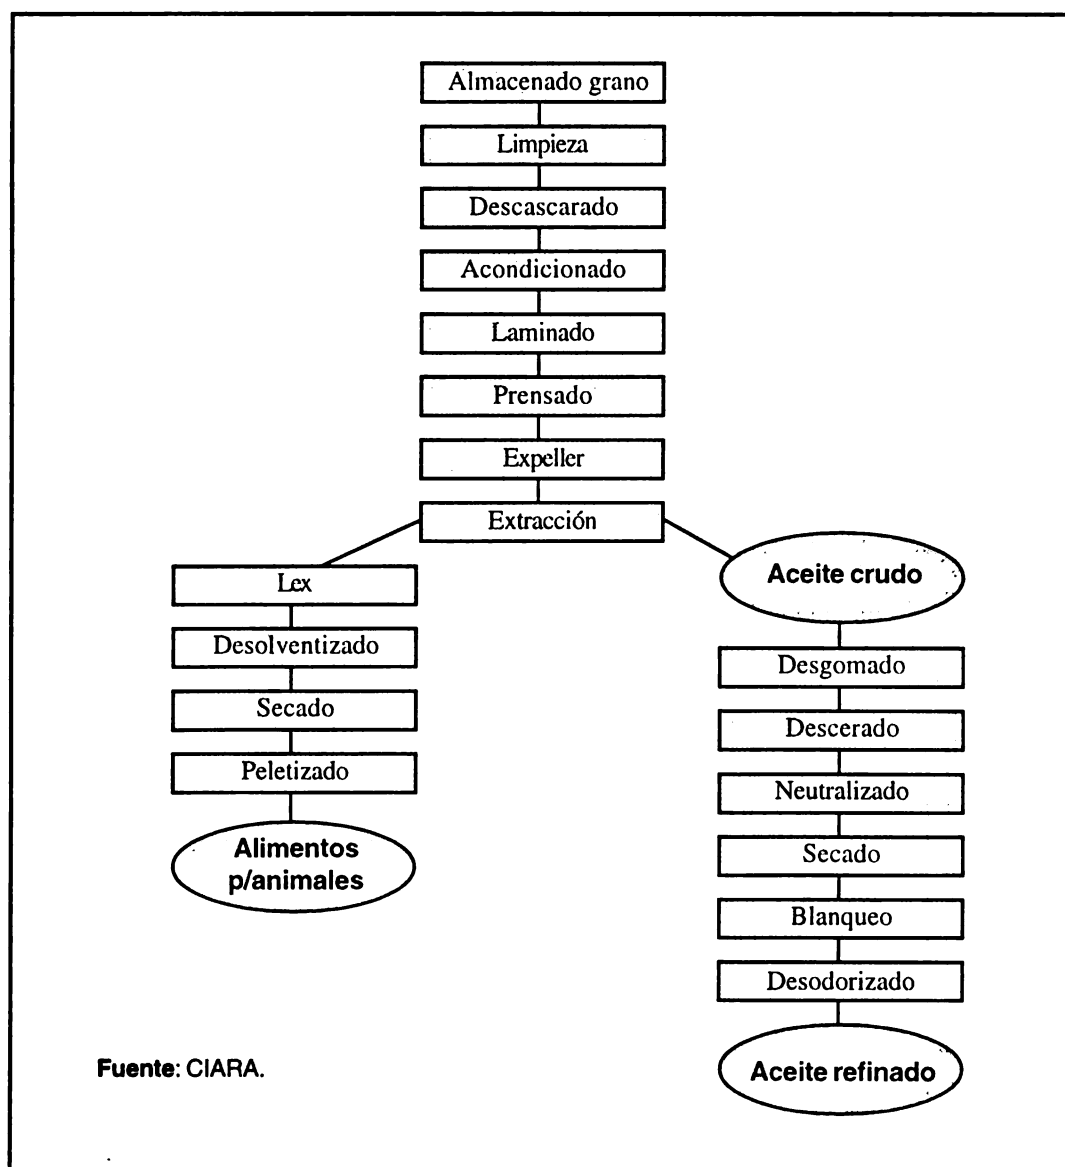 Almacenado grano
Limpieza
Descascarado
Acondicionado
Laminado
Prensado
Expeller
Extracción
Lex
Desolventizado
Secado
Peletizado
Alimentos
p/animales
Aceite crudo
Desgomado
Descerado
Neutralizado
Secado
Blanqueo
Desodorizado
Aceite refinado
Fuente: CIARA.